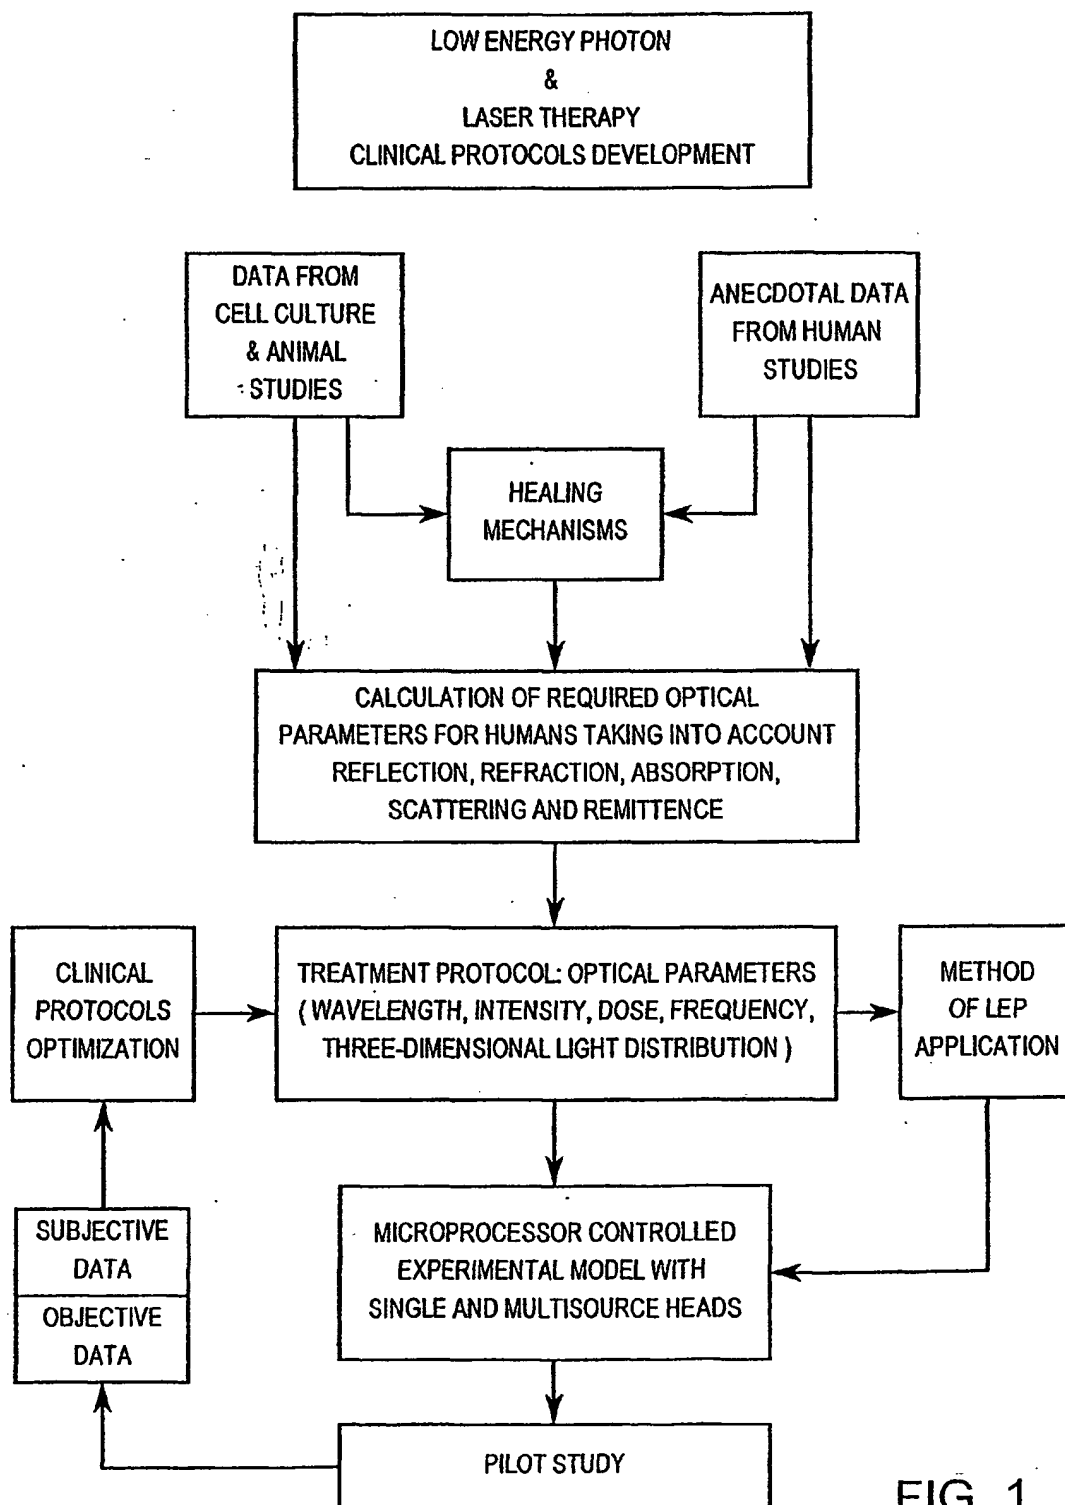 LOW ENERGY PHOTON
&
LASER THERAPY
CLINICAL PROTOCOLS DEVELOPMENT
DATA FROM
CELL CULTURE
& ANIMAL
STUDIES
ANECDOTAL DATA
FROM HUMAN
STUDIES
HEALING
MECHANISMS
CALCULATION OF REQUIRED OPTICAL
PARAMETERS FOR HUMANS TAKING INTO ACCOUNT
REFLECTION, REFRACTION, ABSORPTION,
SCATTERING AND REMITTENCE
CLINICAL
PROTOCOLS
OPTIMIZATION
TREATMENT PROTOCOL: OPTICAL PARAMETERS
( WAVELENGTH, INTENSITY, DOSE, FREQUENCY,
THREE-DIMENSIONAL LIGHT DISTRIBUTION )
METHOD
OF LEP
APPLICATION
SUBJECTIVE
DATA
OBJECTIVE
DATA
MICROPROCESSOR CONTROLLED
EXPERIMENTAL MODEL WITH
SINGLE AND MULTISOURCE HEADS
PILOT STUDY
FIG. 1